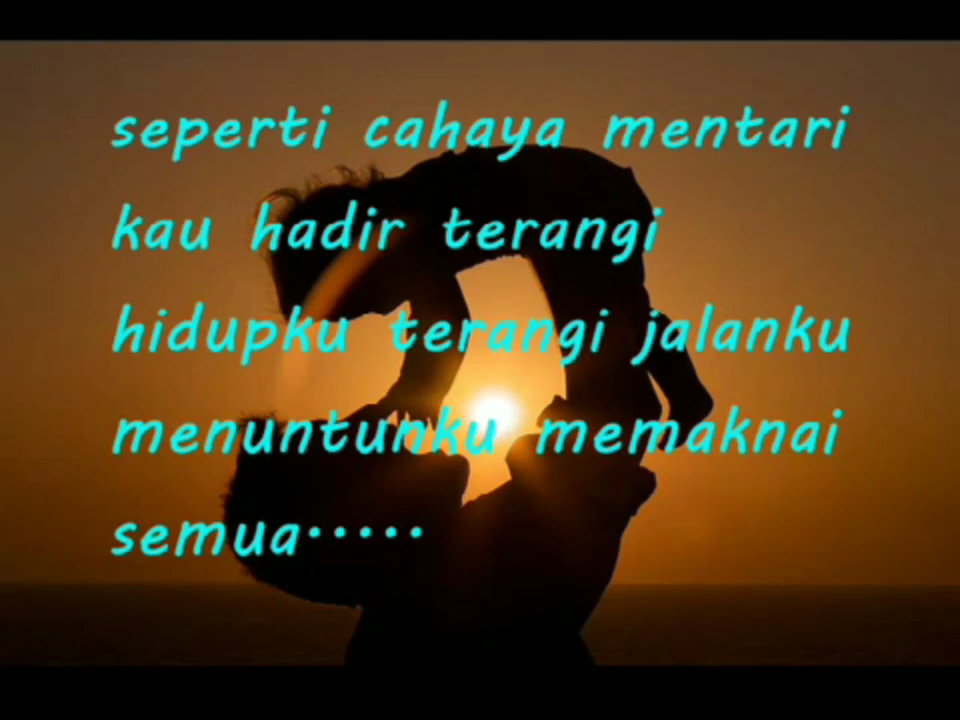 seperti cahaya mentari
kau hadir terangi
hidupku terangi jalanku
menuntunku memaknai
semua.....